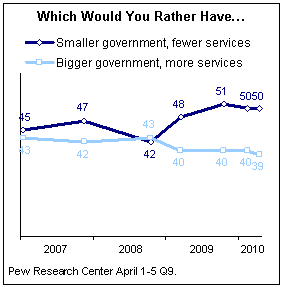 Which Would You Rather Have...
Smaller government, fewer services
Bigger government, more services
45 47 42 48 51 50 50
43 42 43 40 40 40 39
2007 2008 2009 2010
Pew Research Center April 1-5 Q9.